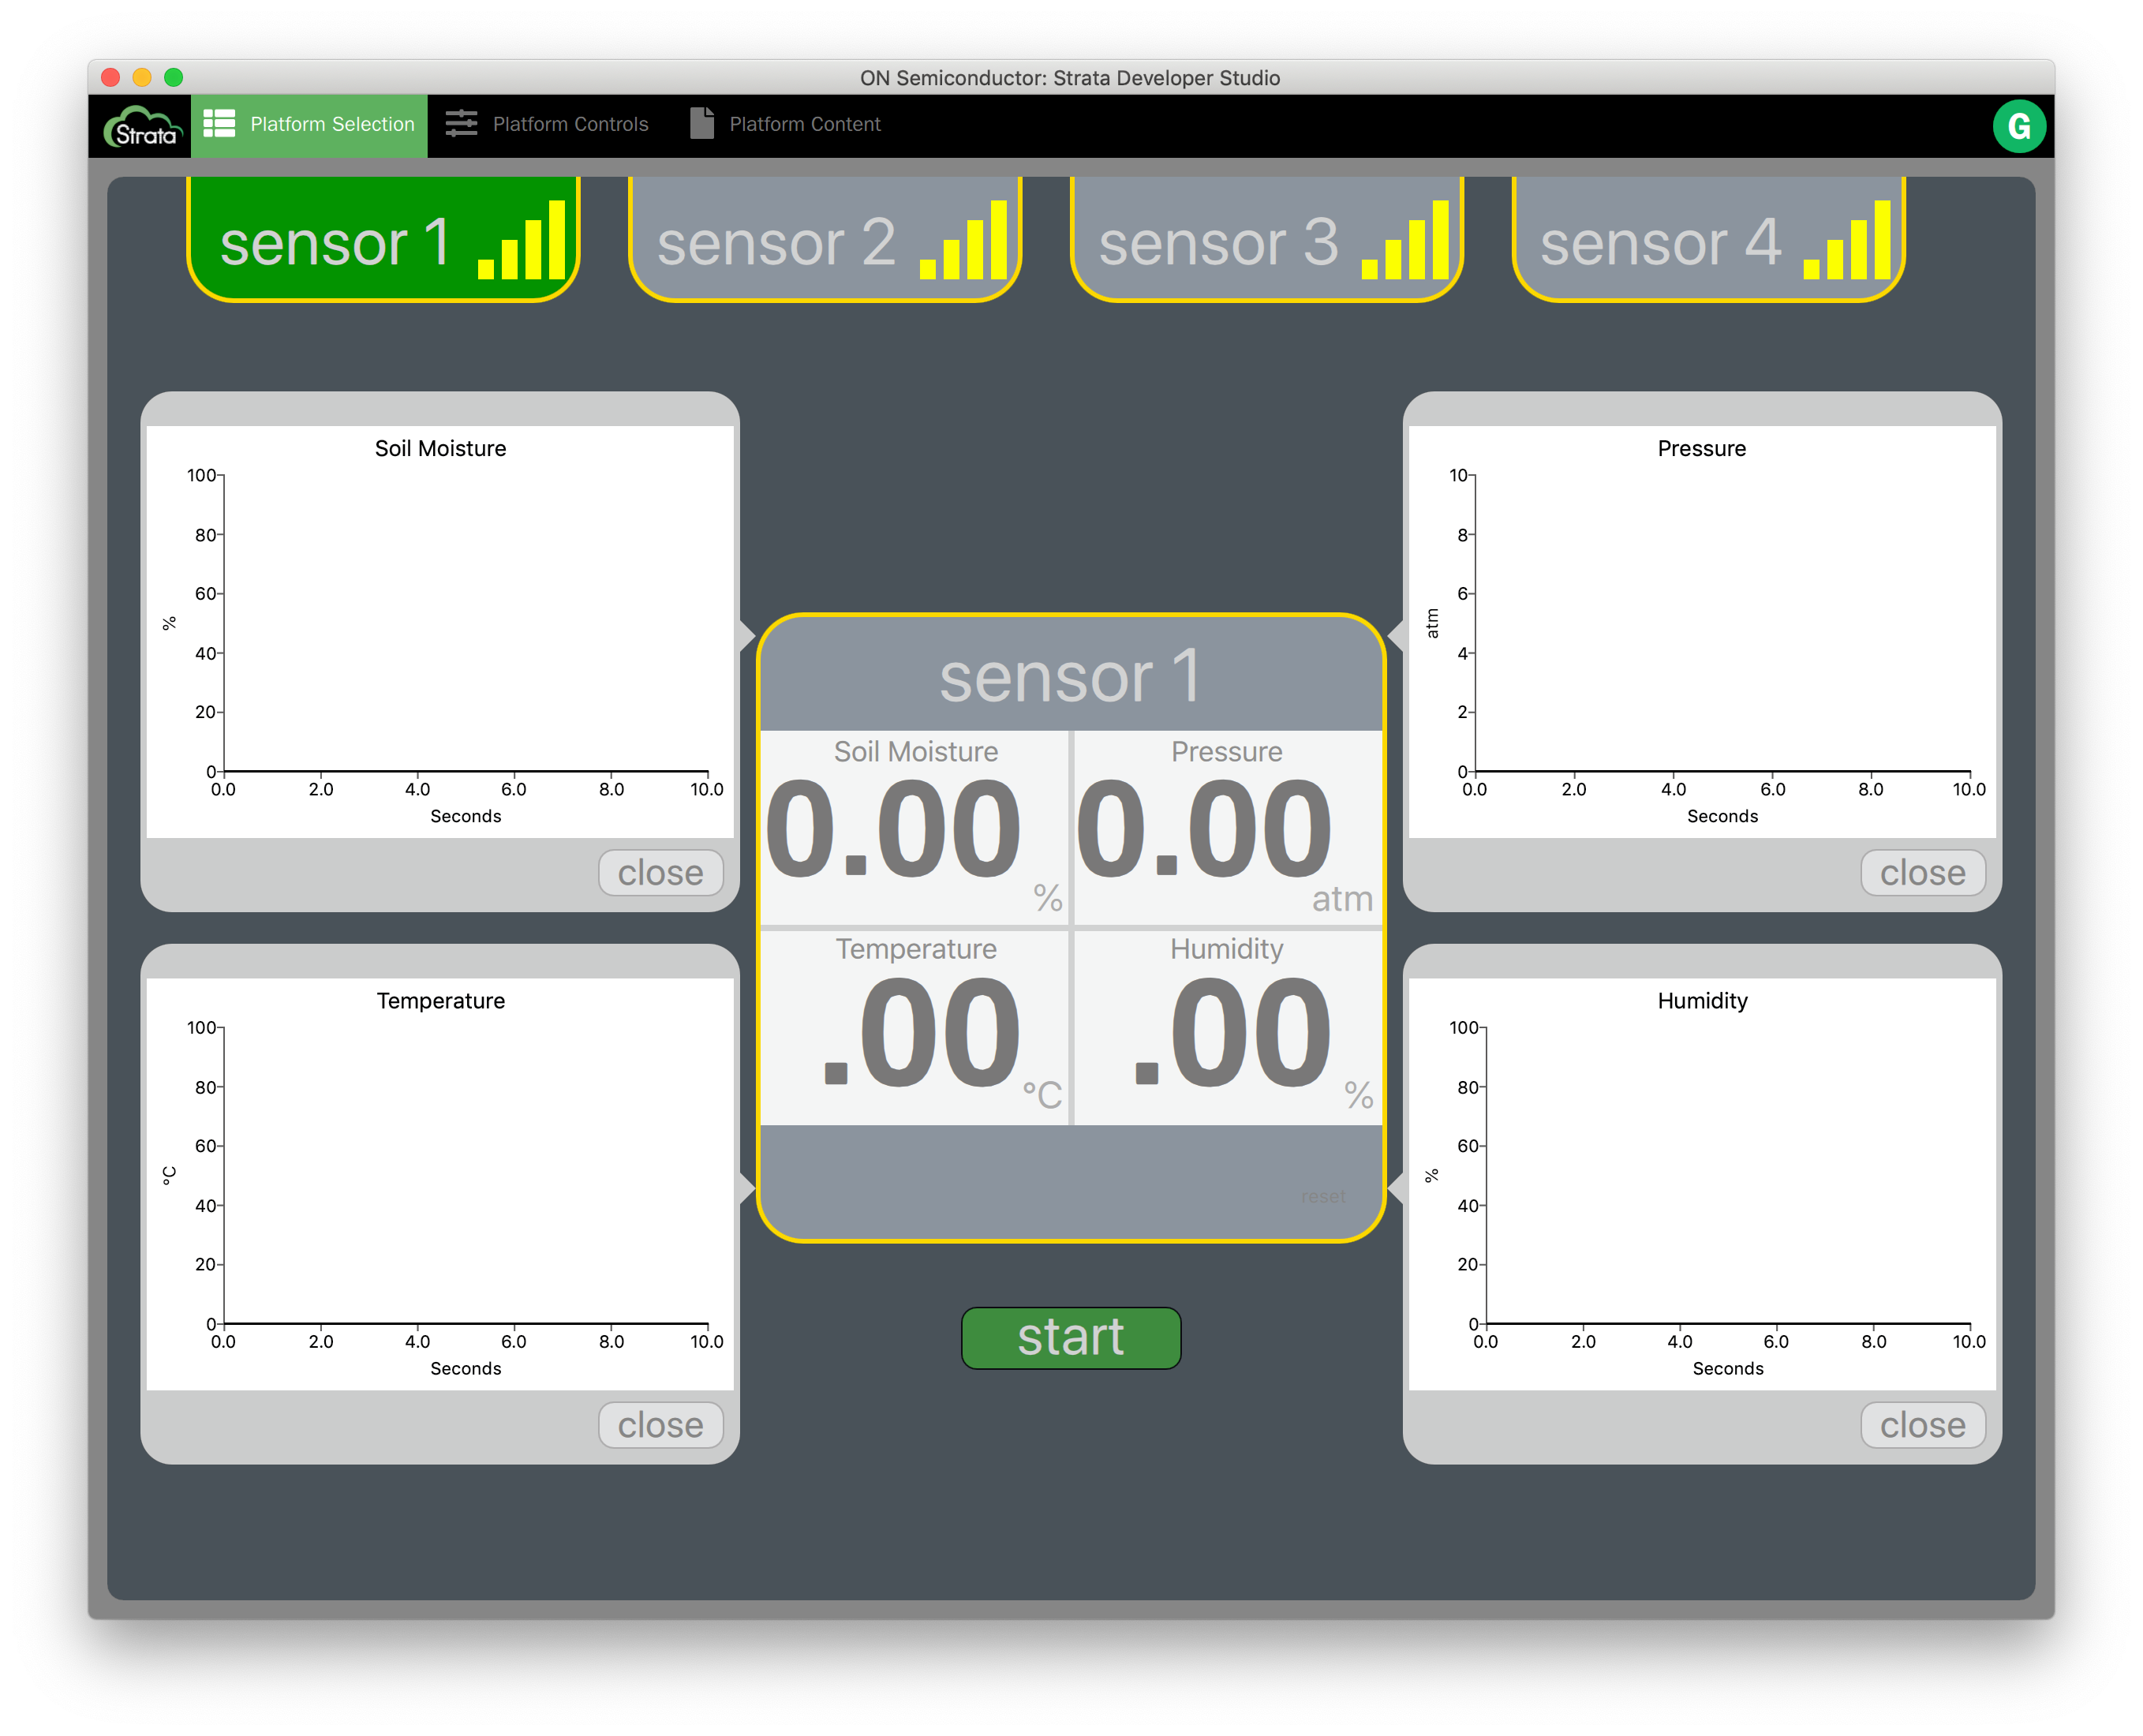 ON Semiconductor: Strata Developer Studio
Strata Platform Selection Platform Controls Platform Content G
sensor 1 sensor 2 sensor 3 sensor 4
Soil Moisture
100
80
60
40
20
0
%
0.0 2.0 4.0 6.0 8.0 10.0
Seconds
close
Pressure
10
8
6
4
2
0
atm
0.0 2.0 4.0 6.0 8.0 10.0
Seconds
close
sensor 1
Soil Moisture
0.00
%
Pressure
0.00
atm
Temperature
.00
°C
Humidity
.00
%
reset
start
Temperature
100
80
60
40
20
0
°C
0.0 2.0 4.0 6.0 8.0 10.0
Seconds
close
Humidity
100
80
60
40
20
0
%
0.0 2.0 4.0 6.0 8.0 10.0
Seconds
close